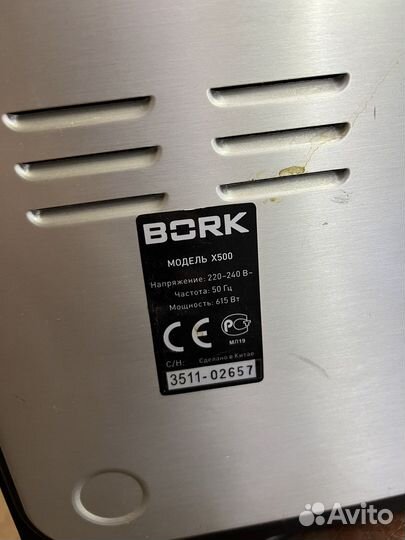 BORK
МОДЕЛЬ X500
Напряжение: 220-240 В~
Частота: 50 Гц
Мощность: 615 Вт
CE PC
МЛ19
С/Н: Сделано в Китае
3511-02657
Avito